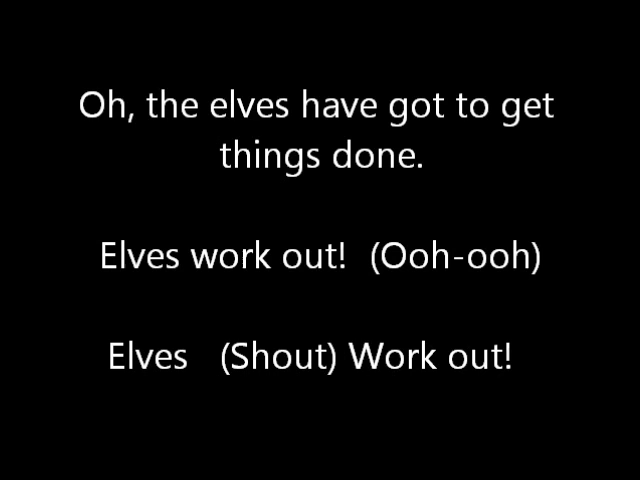 Oh, the elves have got to get
things done.
Elves work out!  (Ooh-ooh)
Elves   (Shout) Work out!